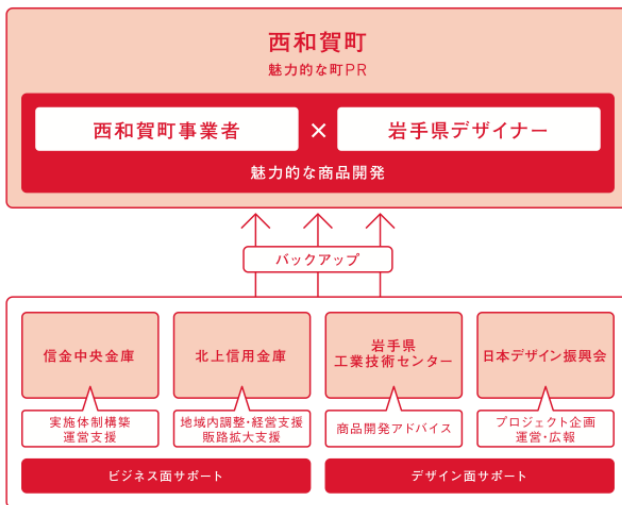 西和賀町
魅力的な町PR
西和賀町事業者 × 岩手県デザイナー
魅力的な商品開発
バックアップ
信金中央金庫
実施体制構築
運営支援
北上信用金庫
地域内調整・経営支援
販路拡大支援
岩手県
工業技術センター
商品開発アドバイス
日本デザイン振興会
プロジェクト企画
運営・広報
ビジネス面サポート
デザイン面サポート